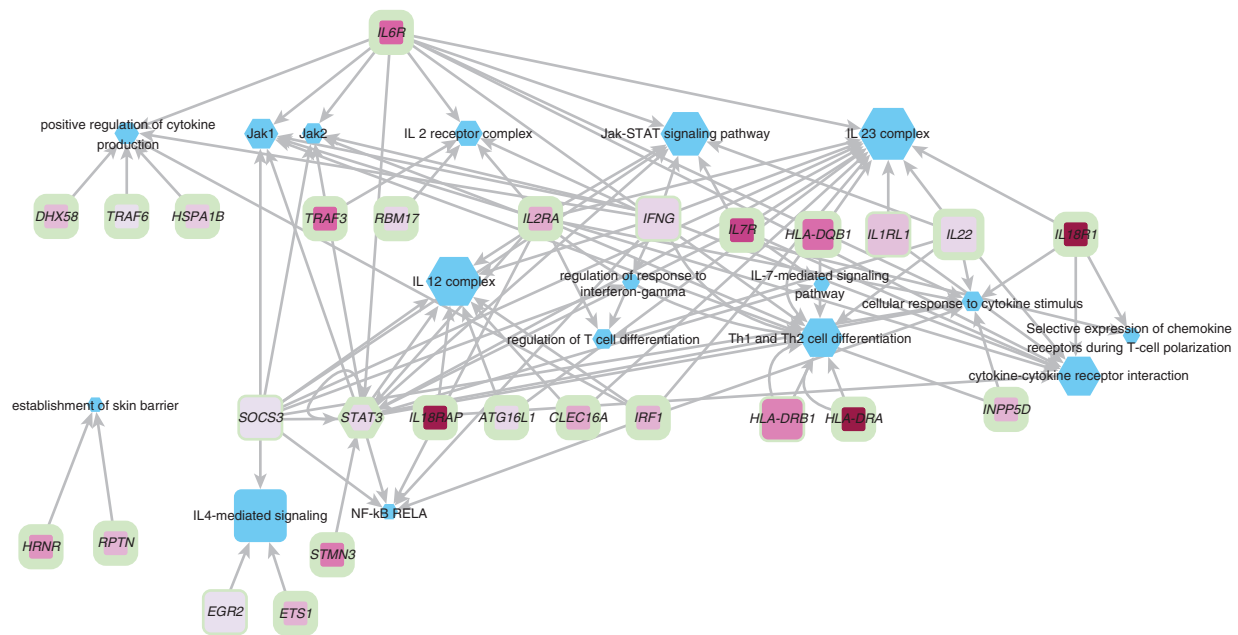 IL6R
positive regulation of cytokine
production
Jak1
Jak2
IL 2 receptor complex
Jak-STAT signaling pathway
IL 23 complex
DHX58
TRAF6
HSPA1B
TRAF3
RBM17
IL2RA
IFNG
IL7R
HLA-DQB1
IL1RL1
IL22
IL18R1
IL 12 complex
regulation of response to
interferon-gamma
IL-7-mediated signaling
pathway
cellular response to cytokine stimulus
regulation of T cell differentiation
Th1 and Th2 cell differentiation
Selective expression of chemokine
receptors during T-cell polarization
cytokine-cytokine receptor interaction
establishment of skin barrier
SOCS3
STAT3
IL18RAP
ATG16L1
CLEC16A
IRF1
HLA-DRB1
HLA-DRA
INPP5D
IL4-mediated signaling
NF-kB RELA
HRNR
RPTN
STMN3
EGR2
ETS1